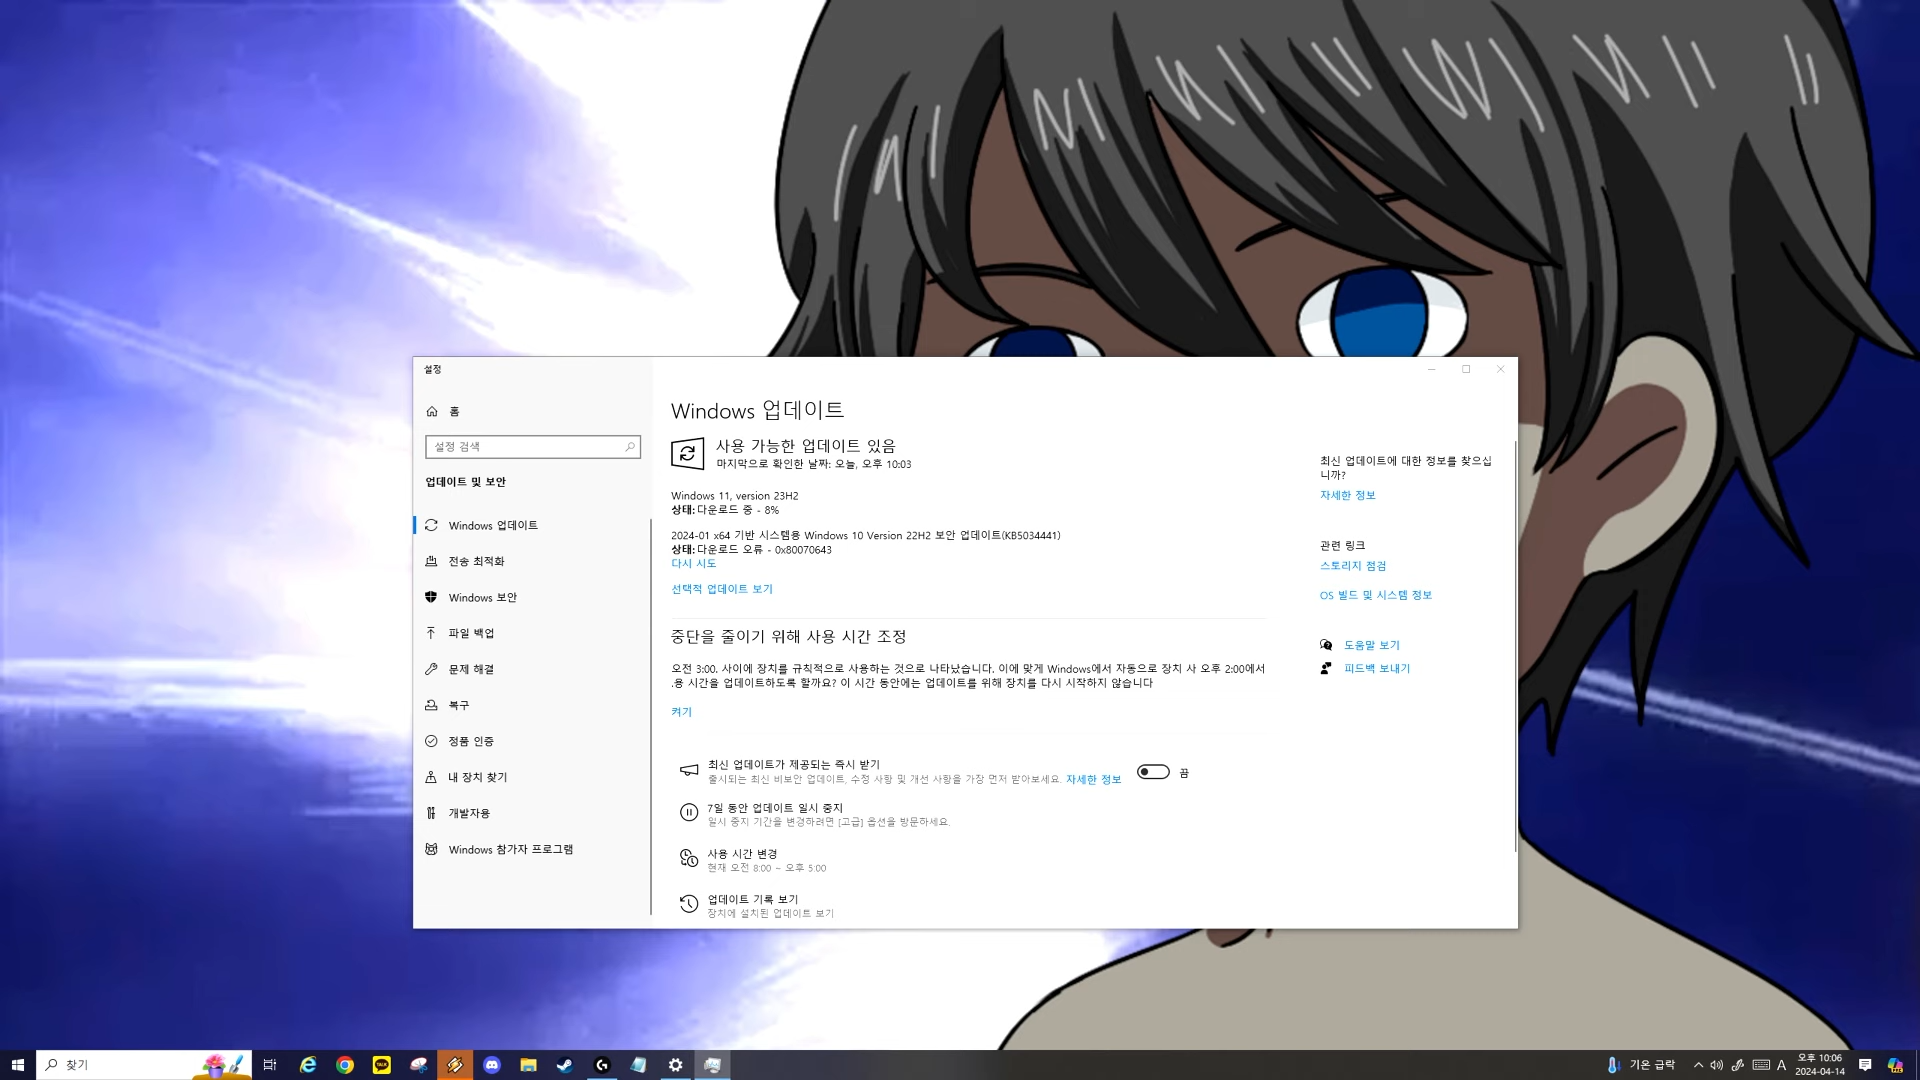 설정
홈
설정 검색
업데이트 및 보안
Windows 업데이트
전송 최적화
Windows 보안
파일 백업
문제 해결
복구
정품 인증
내 장치 찾기
개발자용
Windows 참가자 프로그램
Windows 업데이트
사용 가능한 업데이트 있음
마지막으로 확인한 날짜: 오늘, 오후 10:03
Windows 11, version 23H2
상태: 다운로드 중 - 8%
2024-01 x64 기반 시스템용 Windows 10 Version 22H2 보안 업데이트(KB5034441)
상태: 다운로드 오류 - 0x80070643
다시 시도
선택적 업데이트 보기
중단을 줄이기 위해 사용 시간 조정
오전 3:00. 사이에 장치를 규칙적으로 사용하는 것으로 나타났습니다. 이에 맞게 Windows에서 자동으로 장치 사 오후 2:00에서
.용 시간을 업데이트하도록 할까요? 이 시간 동안에는 업데이트를 위해 장치를 다시 시작하지 않습니다
켜기
최신 업데이트가 제공되는 즉시 받기
출시되는 최신 비보안 업데이트, 수정 사항 및 개선 사항을 가장 먼저 받아보세요. 자세한 정보
끔
7일 동안 업데이트 일시 중지
일시 중지 기간을 변경하려면 [고급] 옵션을 방문하세요.
사용 시간 변경
현재 오전 8:00 ~ 오후 5:00
업데이트 기록 보기
장치에 설치된 업데이트 보기
최신 업데이트에 대한 정보를 찾으십
니까?
자세한 정보
관련 링크
스토리지 점검
OS 빌드 및 시스템 정보
도움말 보기
피드백 보내기
찾기
TALK
기온 급락
A
오후 10:06
2024-04-14